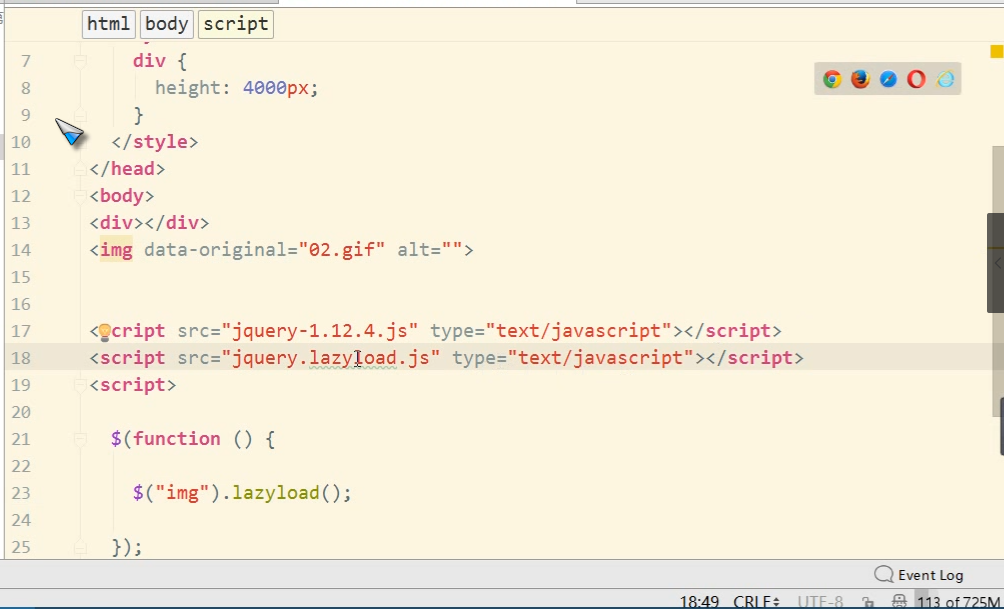 html body script
7 div {
8 height: 4000px;
9 }
10 </style>
11 </head>
12 <body>
13 <div></div>
14 <img data-original="02.gif" alt="">
15
16
17 <script src="jquery-1.12.4.js" type="text/javascript"></script>
18 <script src="jquery.lazyload.js" type="text/javascript"></script>
19 <script>
20
21 $(function () {
22
23 $("img").lazyload();
24
25 });
Event Log
18:49 CRLF UTF-8 113 of 725M